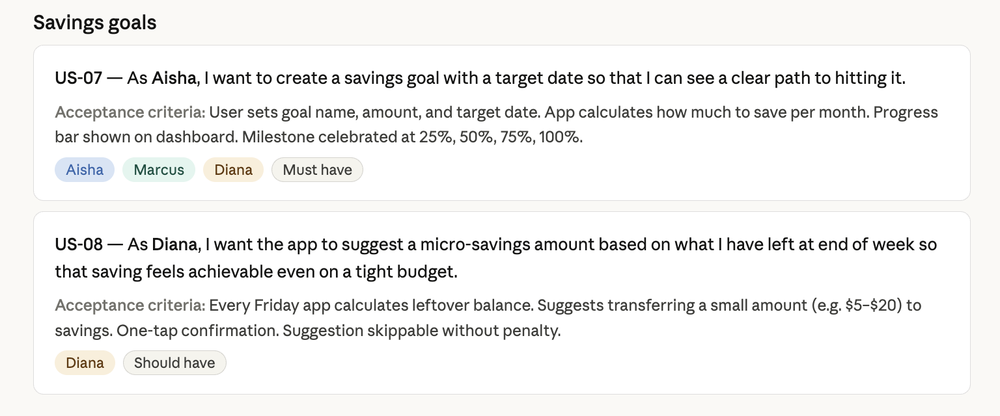 Savings goals
US-07 — As Aisha, I want to create a savings goal with a target date so that I can see a clear path to hitting it.
Acceptance criteria: User sets goal name, amount, and target date. App calculates how much to save per month. Progress
bar shown on dashboard. Milestone celebrated at 25%, 50%, 75%, 100%.
Aisha Marcus Diana Must have
US-08 — As Diana, I want the app to suggest a micro-savings amount based on what I have left at end of week so
that saving feels achievable even on a tight budget.
Acceptance criteria: Every Friday app calculates leftover balance. Suggests transferring a small amount (e.g. $5–$20) to
savings. One-tap confirmation. Suggestion skippable without penalty.
Diana Should have